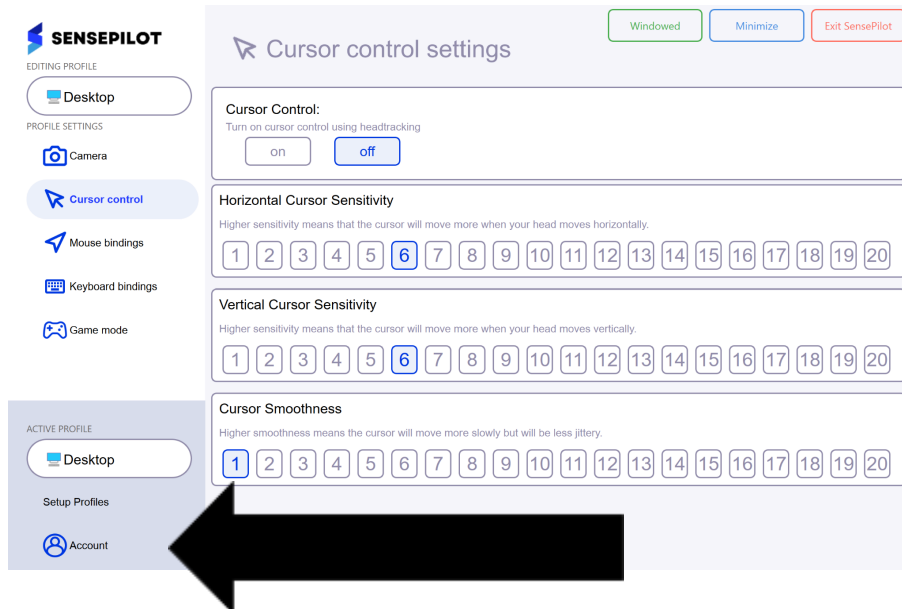 SENSEPILOT
EDITING PROFILE
Desktop
PROFILE SETTINGS
Camera
Cursor control
Mouse bindings
Keyboard bindings
Game mode
ACTIVE PROFILE
Desktop
Setup Profiles
Account
Windowed Minimize Exit SensePilot
Cursor control settings
Cursor Control:
Turn on cursor control using headtracking
on off
Horizontal Cursor Sensitivity
Higher sensitivity means that the cursor will move more when your head moves horizontally.
1 2 3 4 5 6 7 8 9 10 11 12 13 14 15 16 17 18 19 20
Vertical Cursor Sensitivity
Higher sensitivity means that the cursor will move more when your head moves vertically.
1 2 3 4 5 6 7 8 9 10 11 12 13 14 15 16 17 18 19 20
Cursor Smoothness
Higher smoothness means the cursor will move more slowly but will be less jittery.
1 2 3 4 5 6 7 8 9 10 11 12 13 14 15 16 17 18 19 20